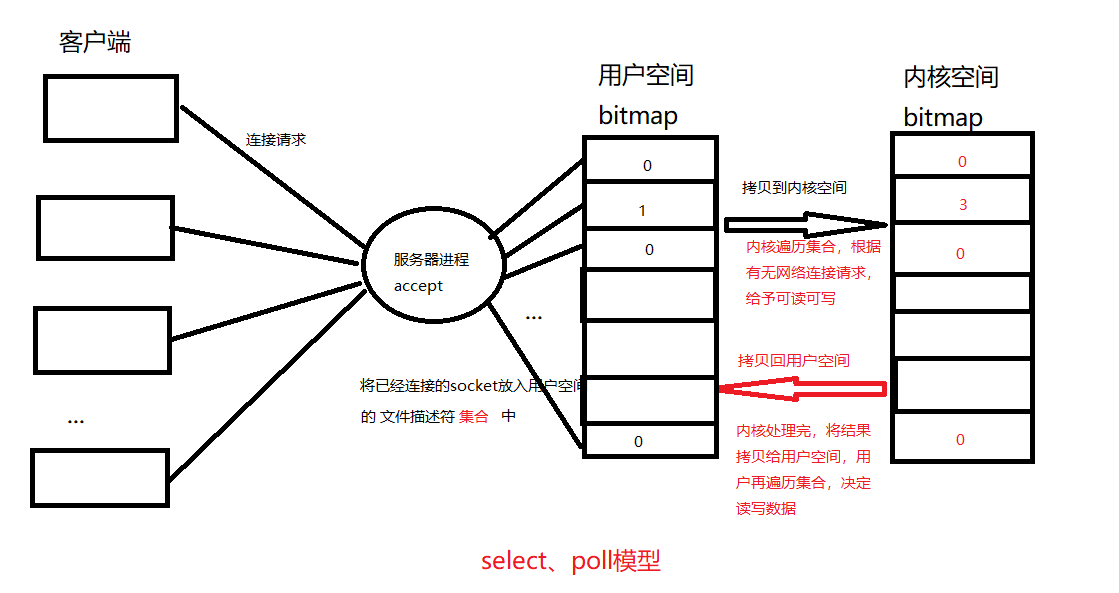 客户端
连接请求
...
服务器进程
accept
将已经连接的socket放入用户空间
的 文件描述符 集合 中
...
用户空间
bitmap
0
1
0
0
拷贝到内核空间
内核遍历集合，根据
有无网络连接请求，
给予可读可写
拷贝回用户空间
内核处理完，将结果
拷贝给用户空间，用
户再遍历集合，决定
读写数据
内核空间
bitmap
0
3
0
0
select、poll模型